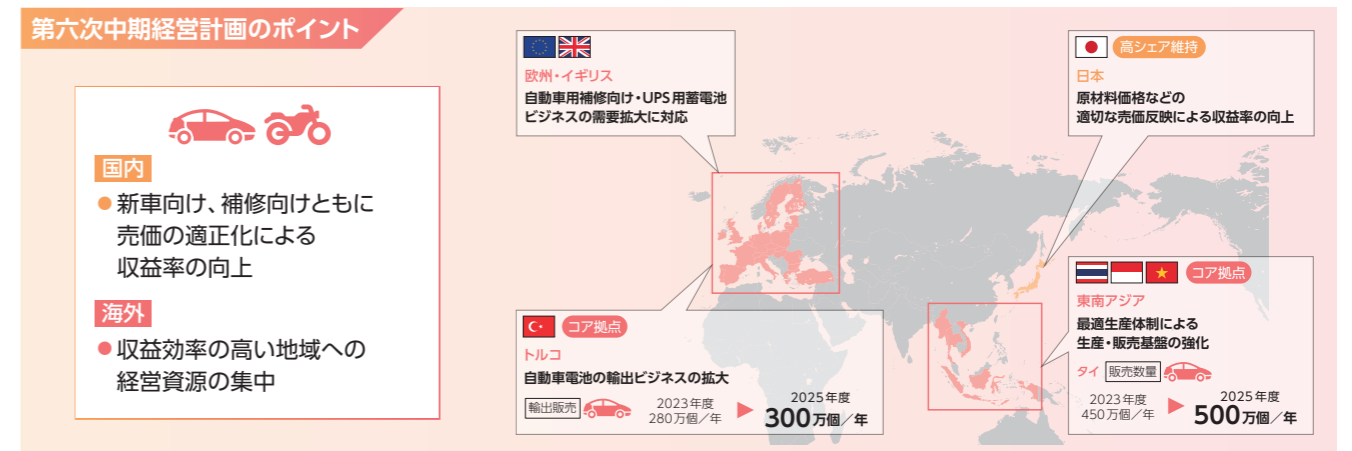 第六次中期経営計画のポイント
国内
●新車向け、補修向けともに
売価の適正化による
収益率の向上
海外
●収益効率の高い地域への
経営資源の集中
欧州・イギリス
自動車用補修向け・UPS用蓄電池
ビジネスの需要拡大に対応
高シェア維持
日本
原材料価格などの
適切な売価反映による収益率の向上
コア拠点
トルコ
自動車電池の輸出ビジネスの拡大
輸出販売
2023年度
280万個／年
2025年度
300万個／年
コア拠点
東南アジア
最適生産体制による
生産・販売基盤の強化
タイ 販売数量
2023年度
450万個／年
2025年度
500万個／年